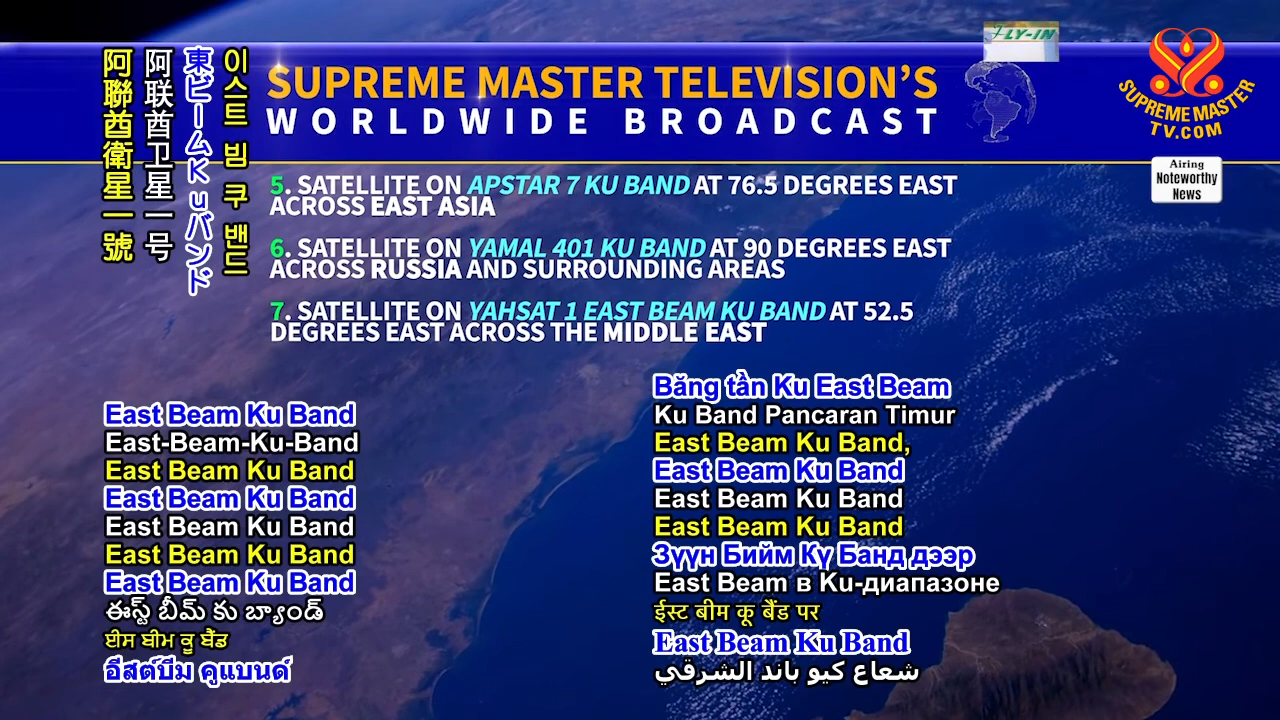 阿聯酋衛星一號
阿联酋卫星一号
東ビームKuバンド
이스트 빔 쿠 밴드
SUPREME MASTER TELEVISION'S
WORLDWIDE BROADCAST
FLY-IN
SUPREME MASTER
TV.COM
Airing
Noteworthy
News
5. SATELLITE ON APSTAR 7 KU BAND AT 76.5 DEGREES EAST
ACROSS EAST ASIA
6. SATELLITE ON YAMAL 401 KU BAND AT 90 DEGREES EAST
ACROSS RUSSIA AND SURROUNDING AREAS
7. SATELLITE ON YAHSAT 1 EAST BEAM KU BAND AT 52.5
DEGREES EAST ACROSS THE MIDDLE EAST
East Beam Ku Band
East-Beam-Ku-Band
East Beam Ku Band
East Beam Ku Band
East Beam Ku Band
East Beam Ku Band
East Beam Ku Band
ఈస్ట్ బీమ్ కు బ్యాండ్
ਈਸ ਬੀਮ ਕੂ ਬੈਂਡ
อีสต์บีม คูแบนด์
Băng tần Ku East Beam
Ku Band Pancaran Timur
East Beam Ku Band,
East Beam Ku Band
East Beam Ku Band
East Beam Ku Band
Зүүн Бийм Кү Банд дээр
East Beam в Ku-диапазоне
ईस्ट बीम कू बैंड पर
East Beam Ku Band
شعاع كيو باند الشرقي